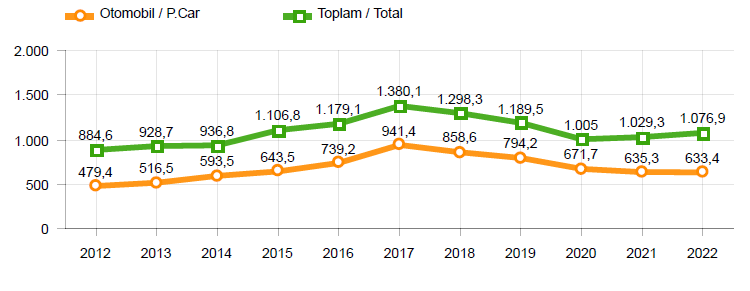 Otomobil / P.Car Toplam / Total
2.000
1.500
1.000
500
0
884,6 928,7 936,8 1.106,8 1.179,1 1.380,1 1.298,3 1.189,5 1.005 1.029,3 1.076,9
479,4 516,5 593,5 643,5 739,2 941,4 858,6 794,2 671,7 635,3 633,4
2012 2013 2014 2015 2016 2017 2018 2019 2020 2021 2022